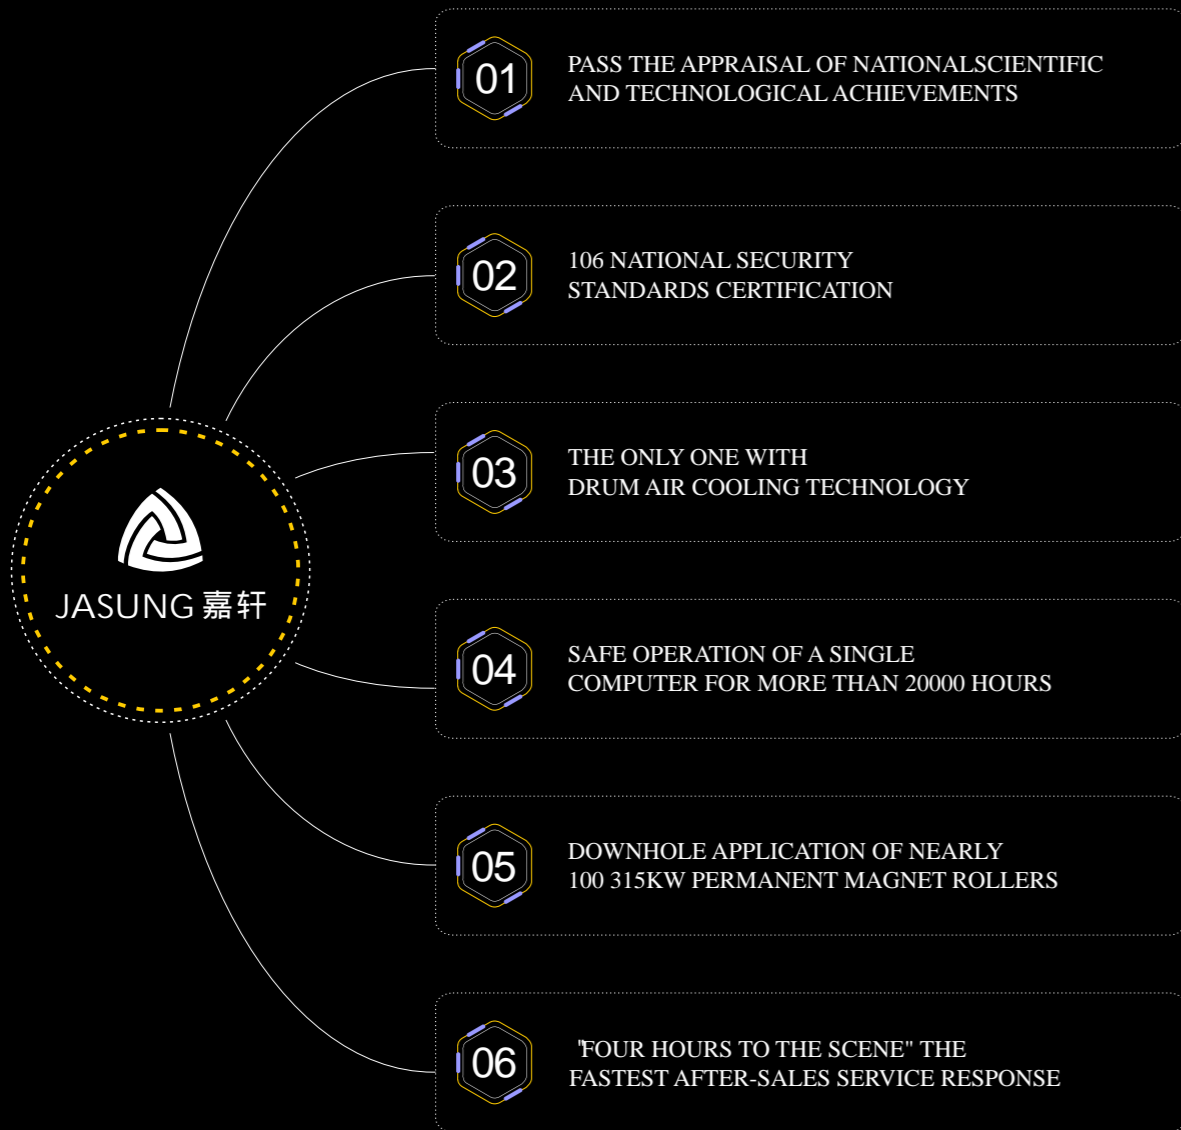 01
PASS THE APPRAISAL OF NATIONALSCIENTIFIC
AND TECHNOLOGICAL ACHIEVEMENTS
02
106 NATIONAL SECURITY
STANDARDS CERTIFICATION
03
THE ONLY ONE WITH
DRUM AIR COOLING TECHNOLOGY
JASUNG 嘉轩
04
SAFE OPERATION OF A SINGLE
COMPUTER FOR MORE THAN 20000 HOURS
05
DOWNHOLE APPLICATION OF NEARLY
100 315KW PERMANENT MAGNET ROLLERS
06
"FOUR HOURS TO THE SCENE" THE
FASTEST AFTER-SALES SERVICE RESPONSE